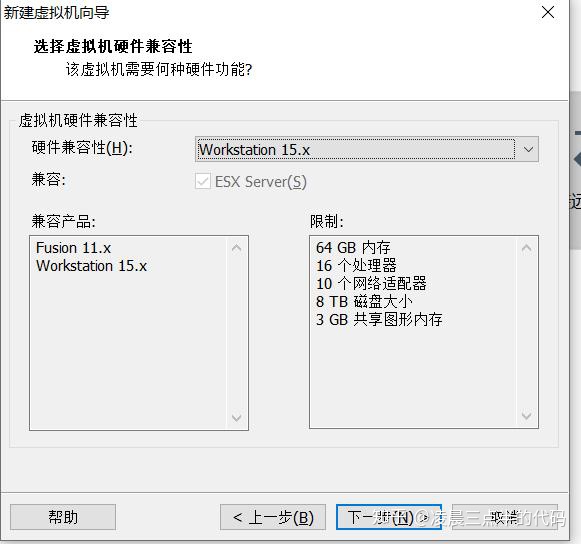 新建虚拟机向导
选择虚拟机硬件兼容性
该虚拟机需要何种硬件功能?
虚拟机硬件兼容性
硬件兼容性(H):
Workstation 15.x
兼容:
ESX Server(S)
兼容产品:
Fusion 11.x
Workstation 15.x
限制:
64 GB 内存
16 个处理器
10 个网络适配器
8 TB 磁盘大小
3 GB 共享图形内存
帮助
< 上一步(B)
下一步(N) >
取消
知乎 @凌晨三点半的代码